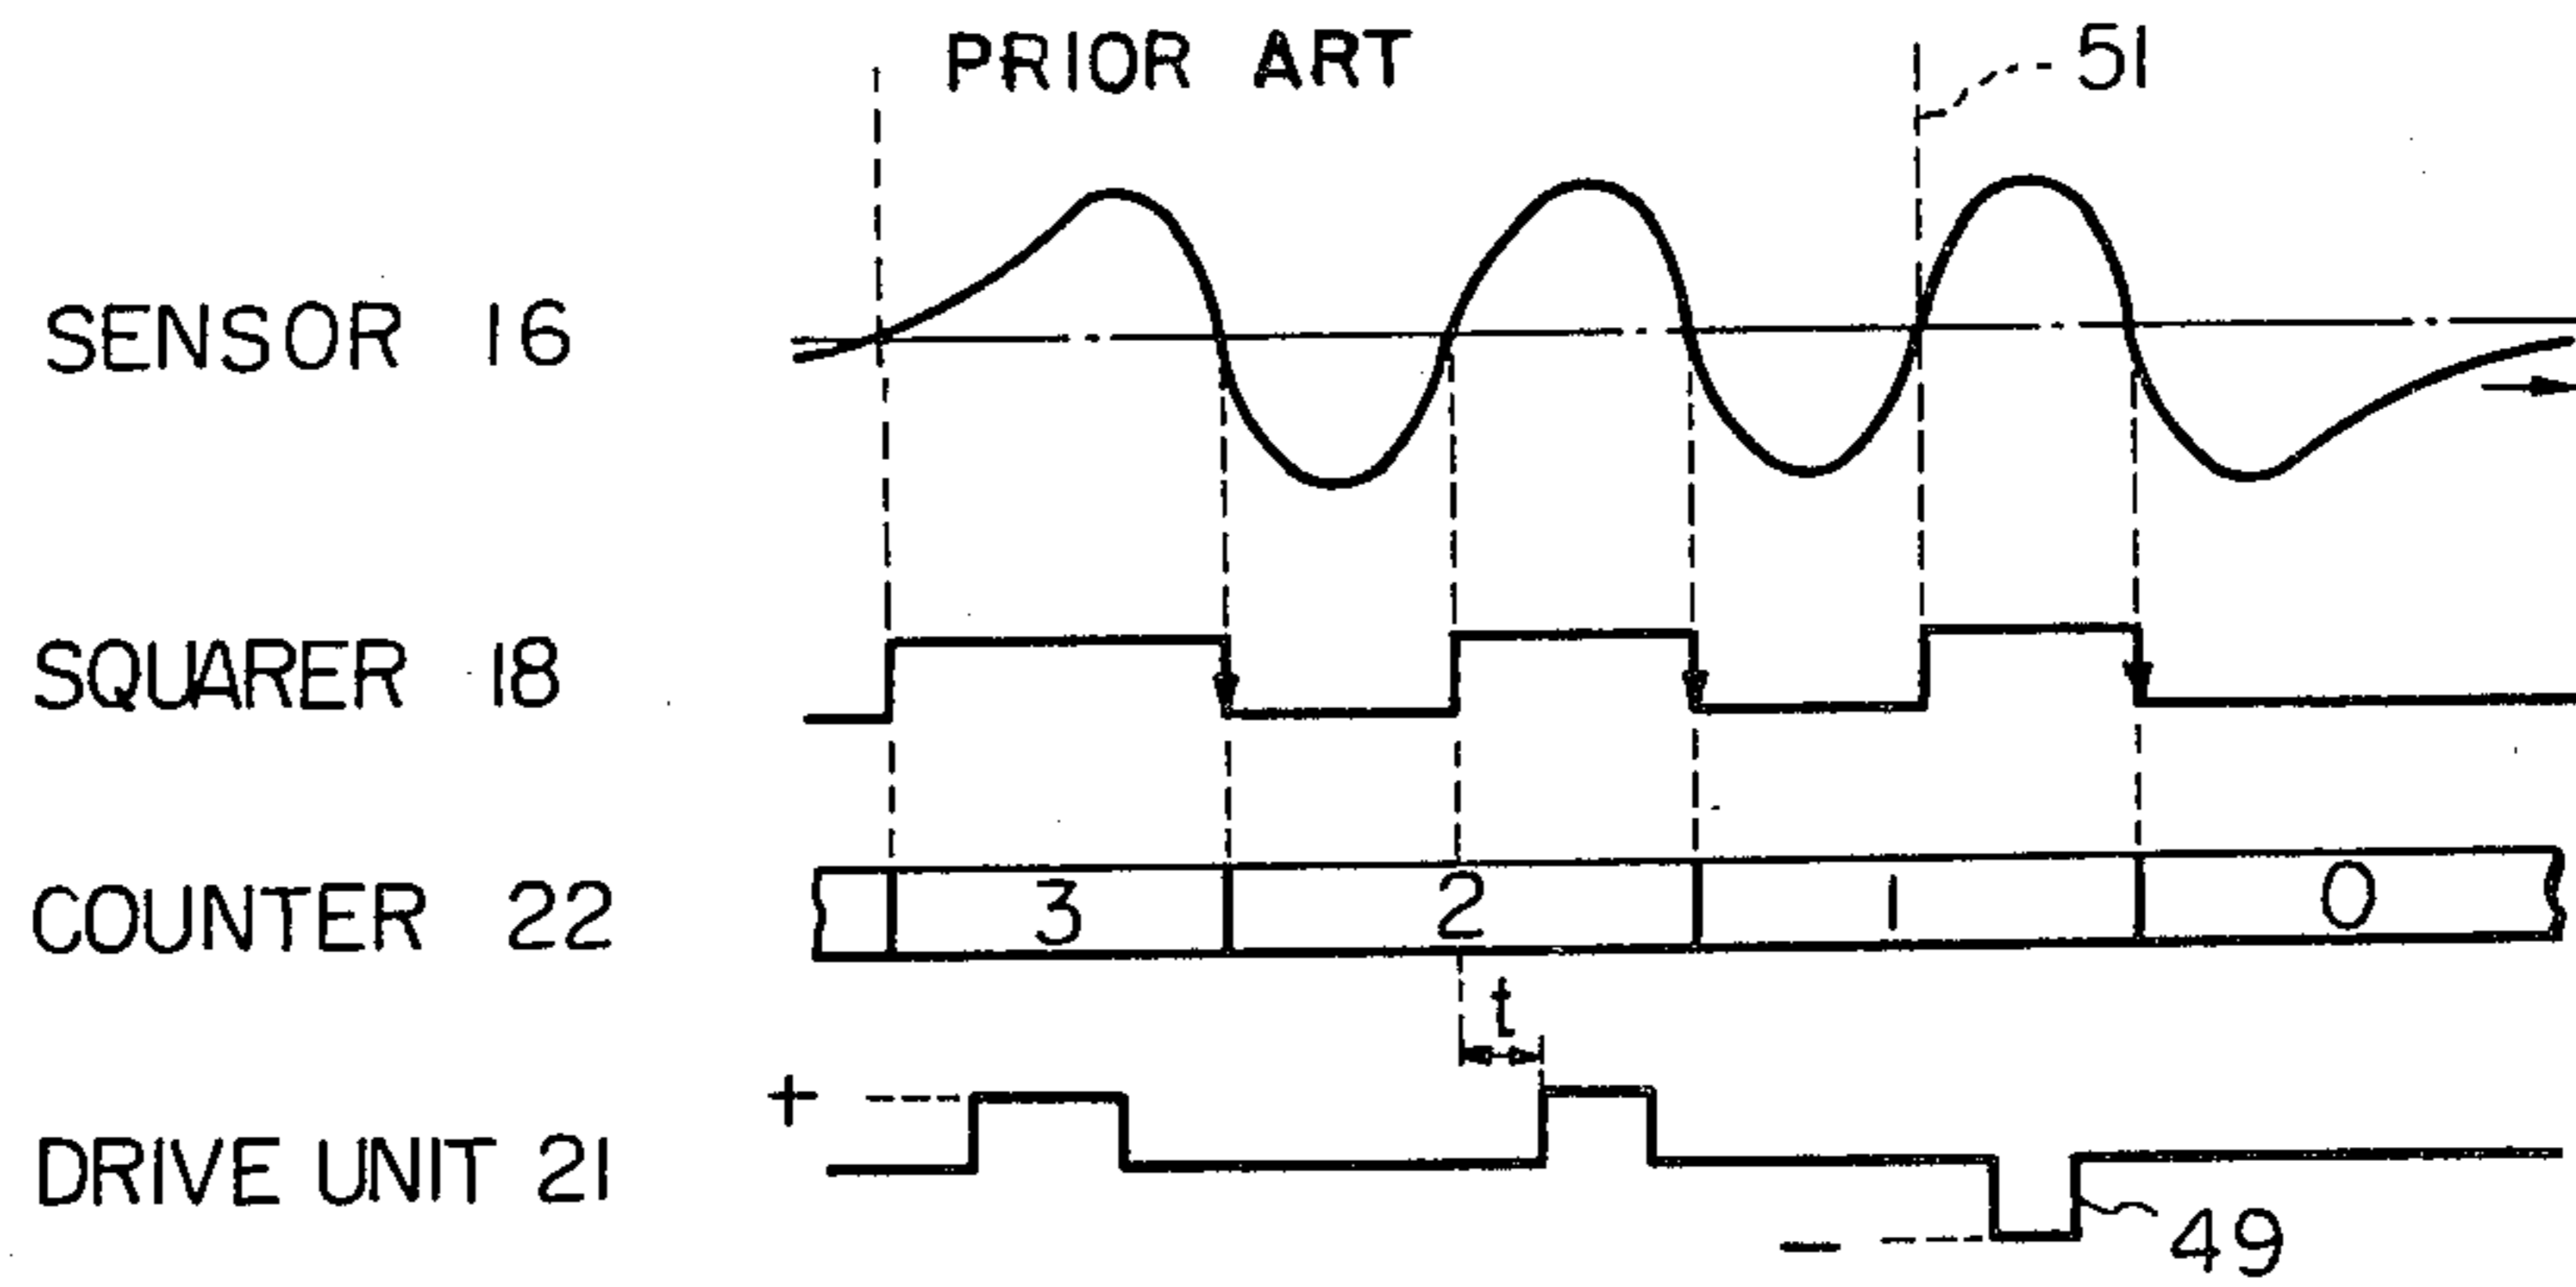 PRIOR ART
51
SENSOR 16
SQUARER 18
COUNTER 22
3 2 1 0
t
+
DRIVE UNIT 21
−
49